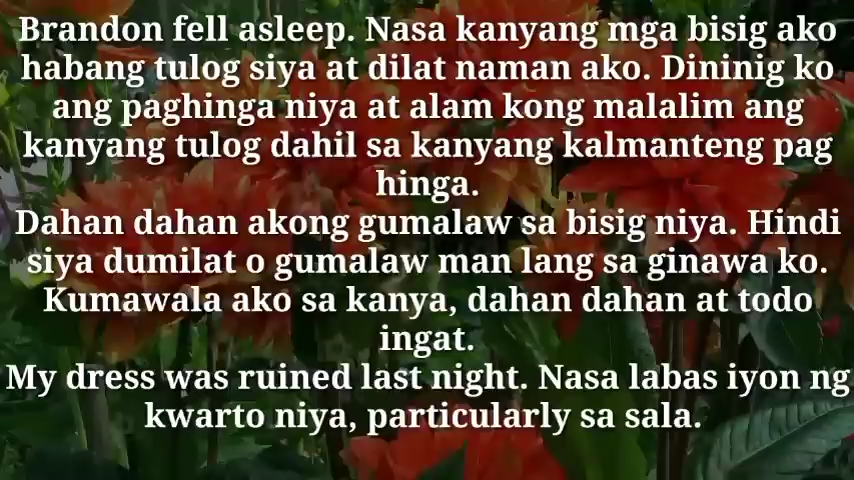 Brandon fell asleep. Nasa kanyang mga bisig ako
habang tulog siya at dilat naman ako. Dininig ko
ang paghinga niya at alam kong malalim ang
kanyang tulog dahil sa kanyang kalmanteng pag
hinga.
Dahan dahan akong gumalaw sa bisig niya. Hindi
siya dumilat o gumalaw man lang sa ginawa ko.
Kumawala ako sa kanya, dahan dahan at todo
ingat.
My dress was ruined last night. Nasa labas iyon ng
kwarto niya, particularly sa sala.